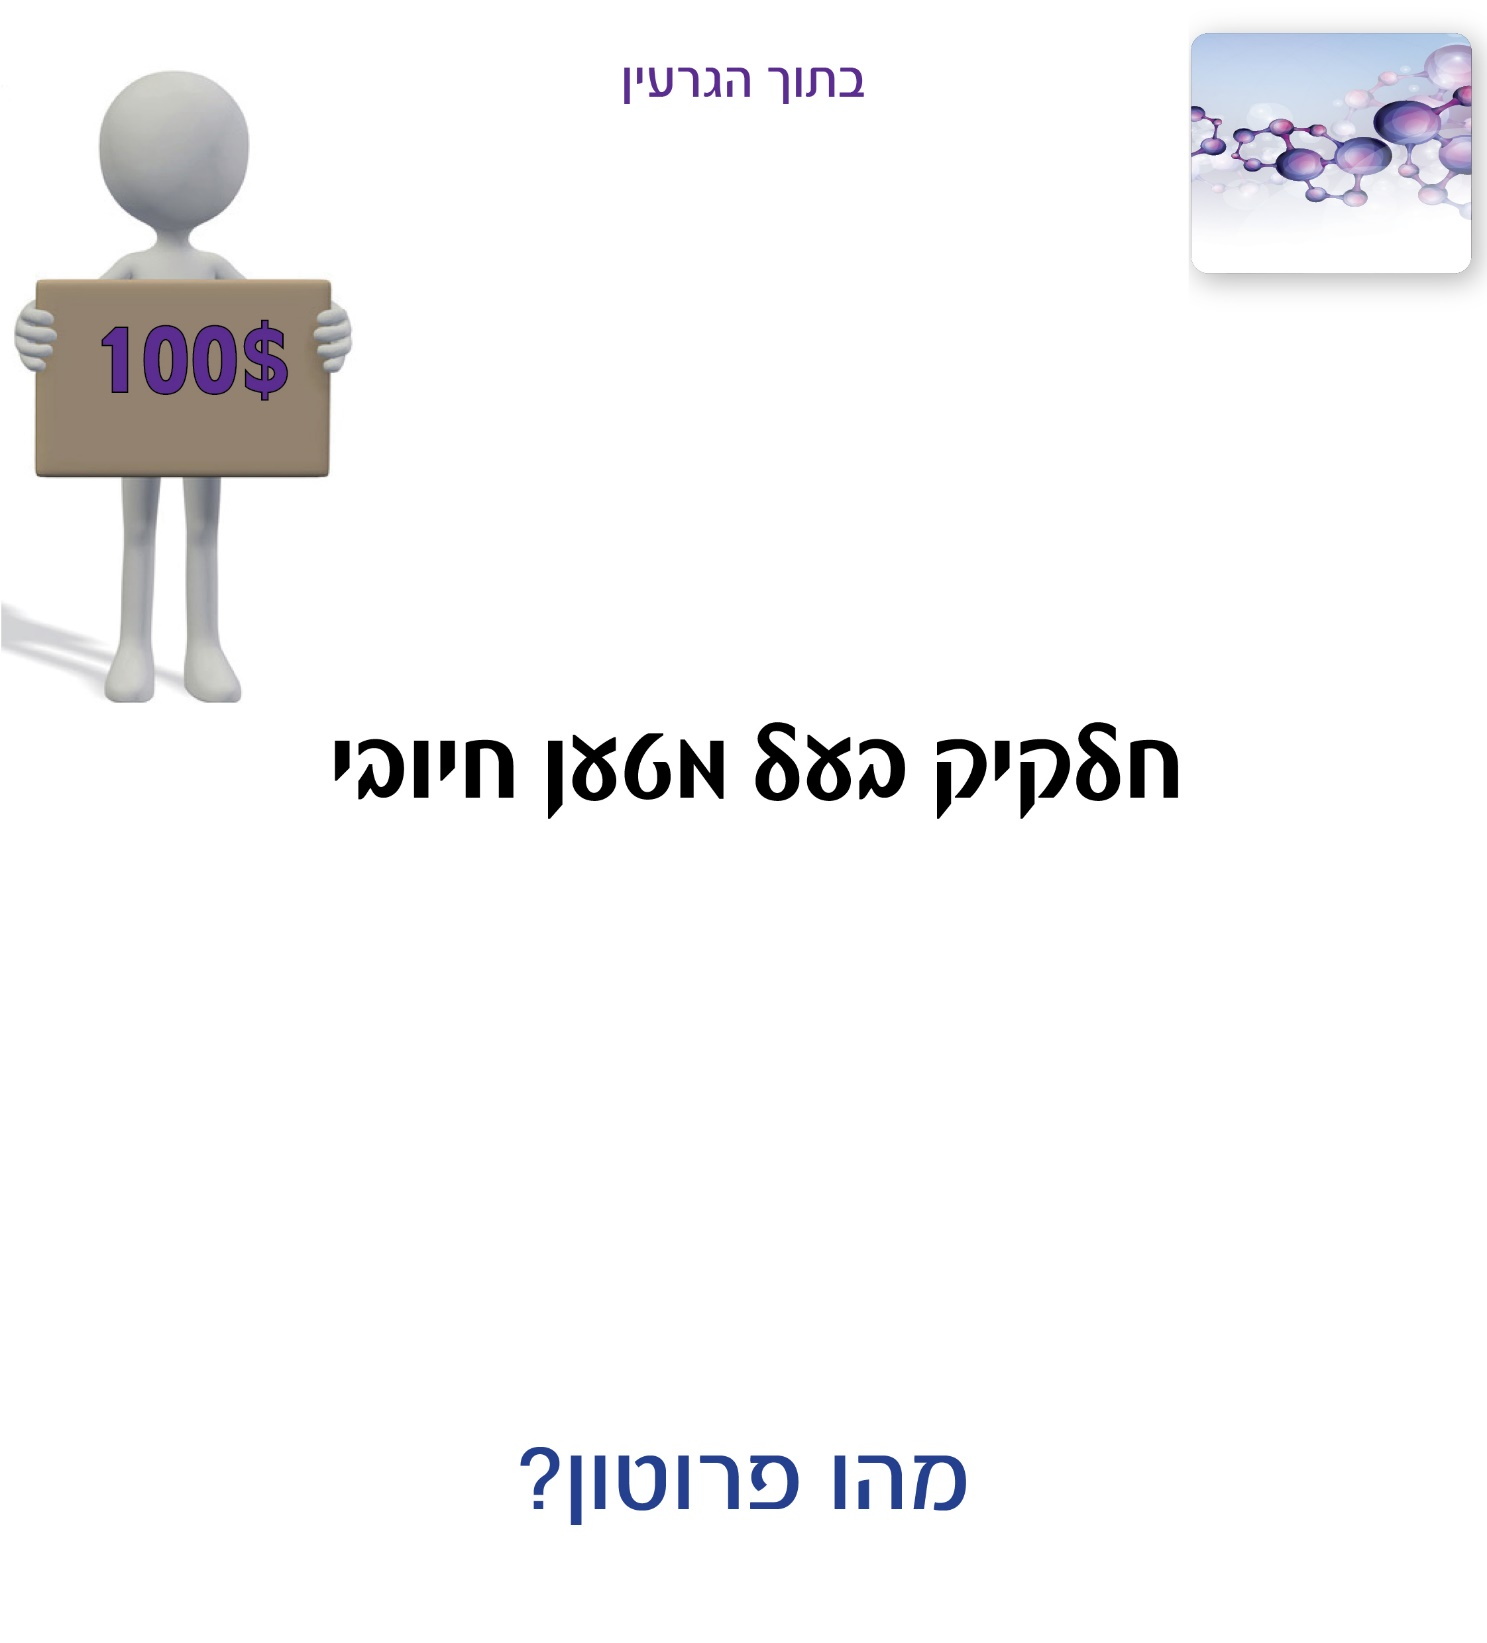 בתוך הגרעין
100$
חלקיק בעל מטען חיובי
מהו פרוטון?